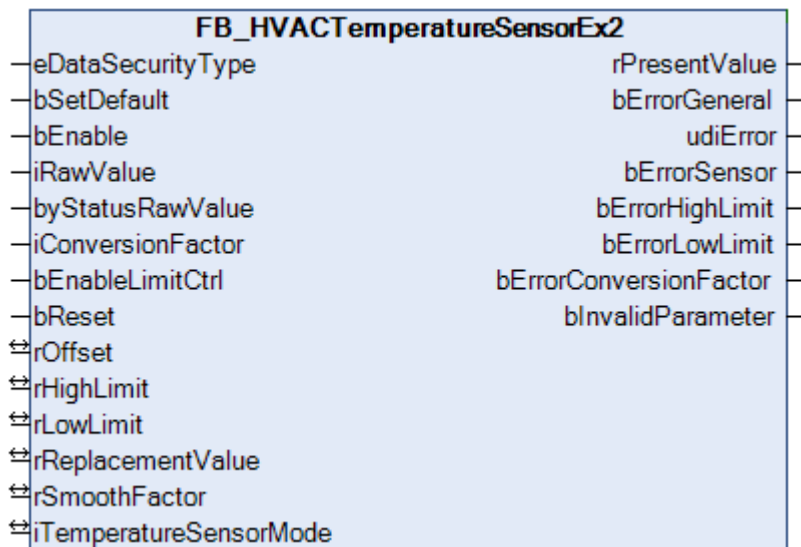 FB_HVACTemperatureSensorEx2
eDataSecurityType rPresentValue
bSetDefault bErrorGeneral
bEnable udiError
iRawValue bErrorSensor
byStatusRawValue bErrorHighLimit
iConversionFactor bErrorLowLimit
bEnableLimitCtrl bErrorConversionFactor
bReset bInvalidParameter
rOffset
rHighLimit
rLowLimit
rReplacementValue
rSmoothFactor
iTemperatureSensorMode